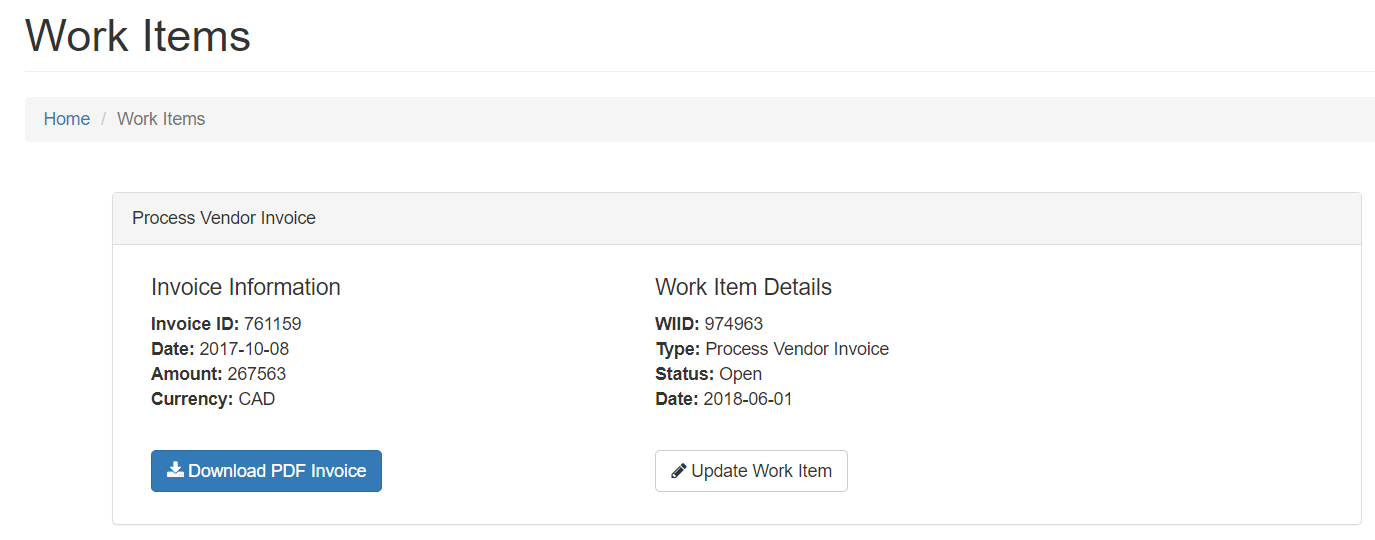 Work Items
Home / Work Items
Process Vendor Invoice
Invoice Information
Invoice ID: 761159
Date: 2017-10-08
Amount: 267563
Currency: CAD
Download PDF Invoice
Work Item Details
WIID: 974963
Type: Process Vendor Invoice
Status: Open
Date: 2018-06-01
Update Work Item